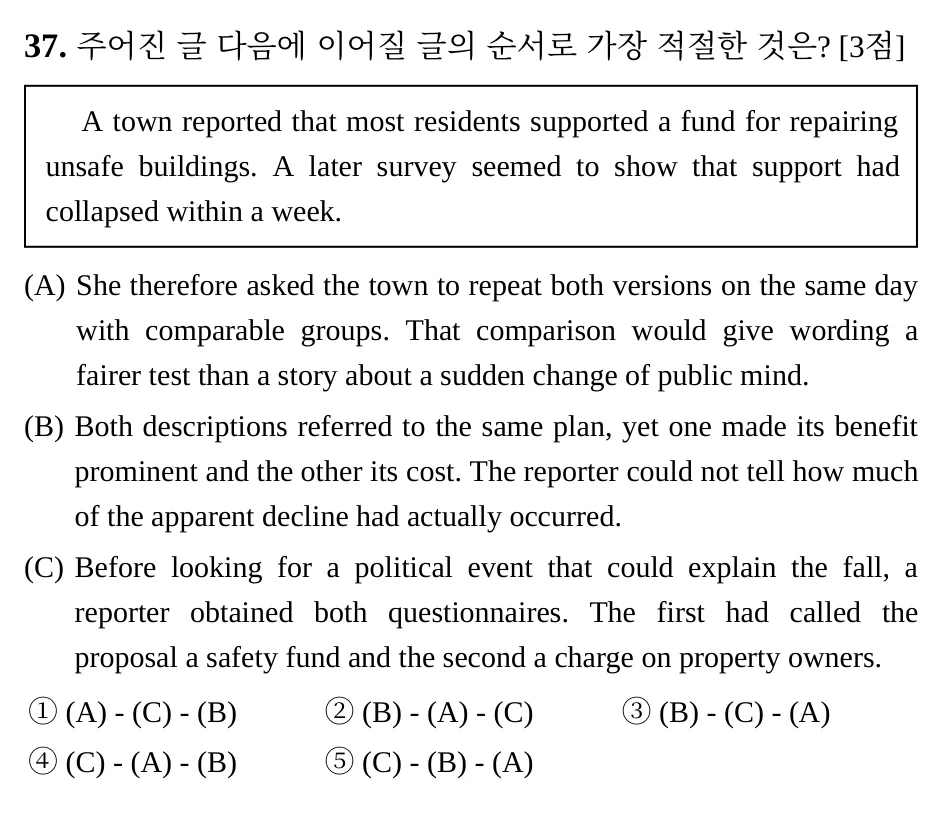 37. 주어진 글 다음에 이어질 글의 순서로 가장 적절한 것은? [3점]
A town reported that most residents supported a fund for repairing
unsafe buildings. A later survey seemed to show that support had
collapsed within a week.
(A) She therefore asked the town to repeat both versions on the same day
with comparable groups. That comparison would give wording a
fairer test than a story about a sudden change of public mind.
(B) Both descriptions referred to the same plan, yet one made its benefit
prominent and the other its cost. The reporter could not tell how much
of the apparent decline had actually occurred.
(C) Before looking for a political event that could explain the fall, a
reporter obtained both questionnaires. The first had called the
proposal a safety fund and the second a charge on property owners.
① (A) - (C) - (B) ② (B) - (A) - (C) ③ (B) - (C) - (A)
④ (C) - (A) - (B) ⑤ (C) - (B) - (A)